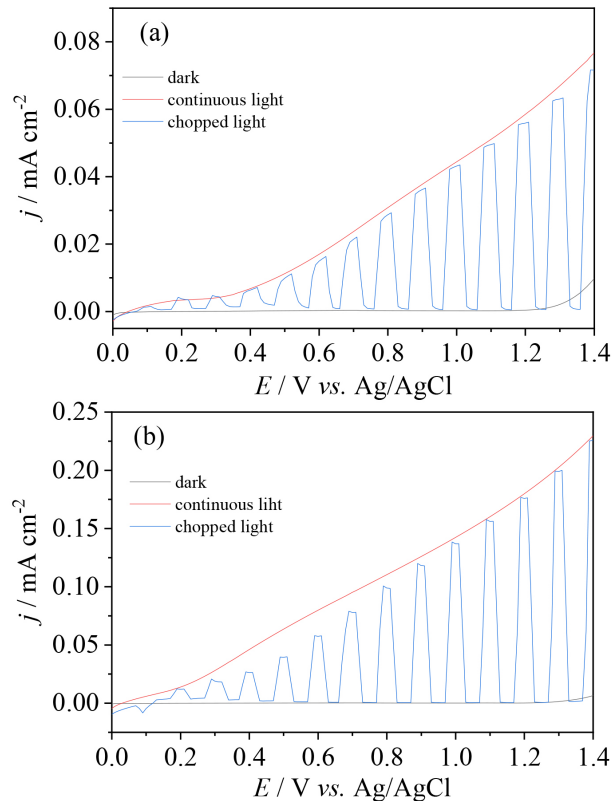 (a)
dark
continuous light
chopped light
j / mA cm⁻²
0.08
0.06
0.04
0.02
0.00
0.0 0.2 0.4 0.6 0.8 1.0 1.2 1.4
E / V vs. Ag/AgCl
(b)
dark
continuous liht
chopped light
j / mA cm⁻²
0.25
0.20
0.15
0.10
0.05
0.00
0.0 0.2 0.4 0.6 0.8 1.0 1.2 1.4
E / V vs. Ag/AgCl